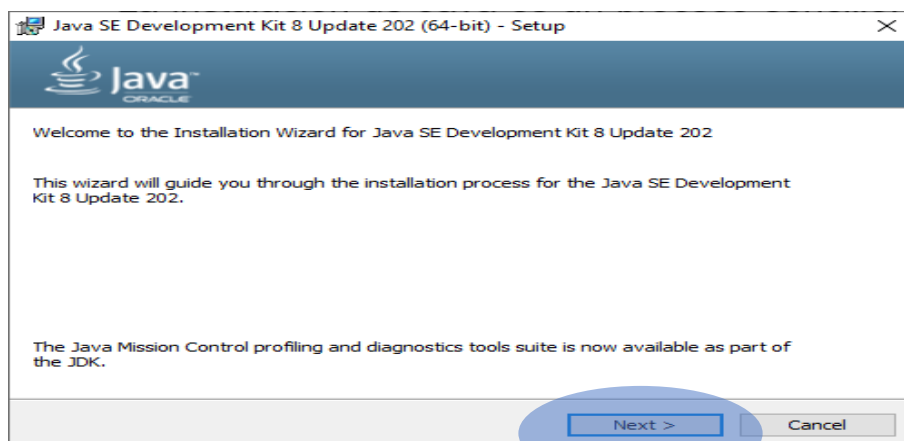 Java SE Development Kit 8 Update 202 (64-bit) - Setup
Java™
ORACLE
Welcome to the Installation Wizard for Java SE Development Kit 8 Update 202
This wizard will guide you through the installation process for the Java SE Development
Kit 8 Update 202.
The Java Mission Control profiling and diagnostics tools suite is now available as part of
the JDK.
Next >
Cancel